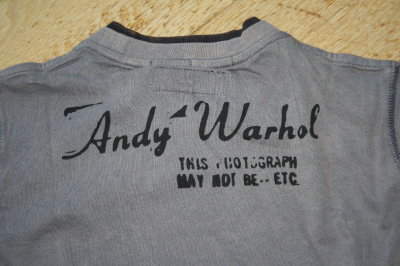 Andy Warhol
THIS PHOTOGRAPH
MAY NOT BE-- ETC.